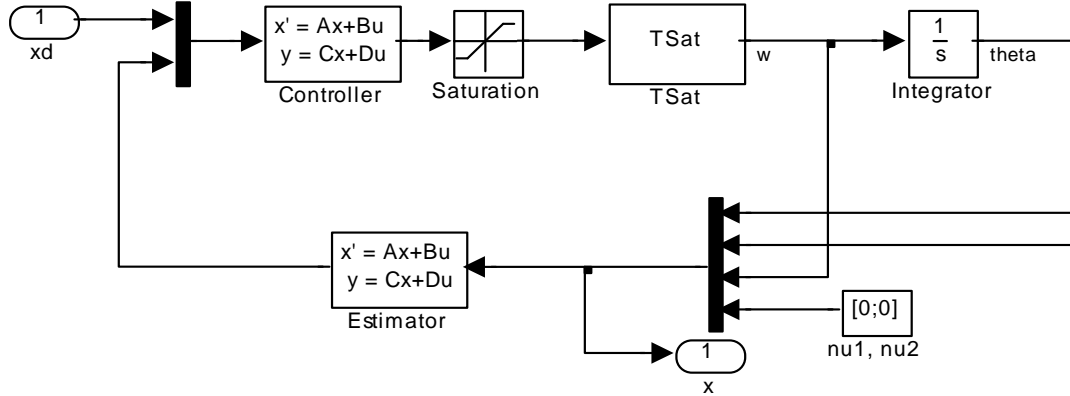 1
xd
x' = Ax+Bu
y = Cx+Du
Controller
Saturation
TSat
TSat
w
1
s
Integrator
theta
x' = Ax+Bu
y = Cx+Du
Estimator
[0;0]
nu1, nu2
1
x